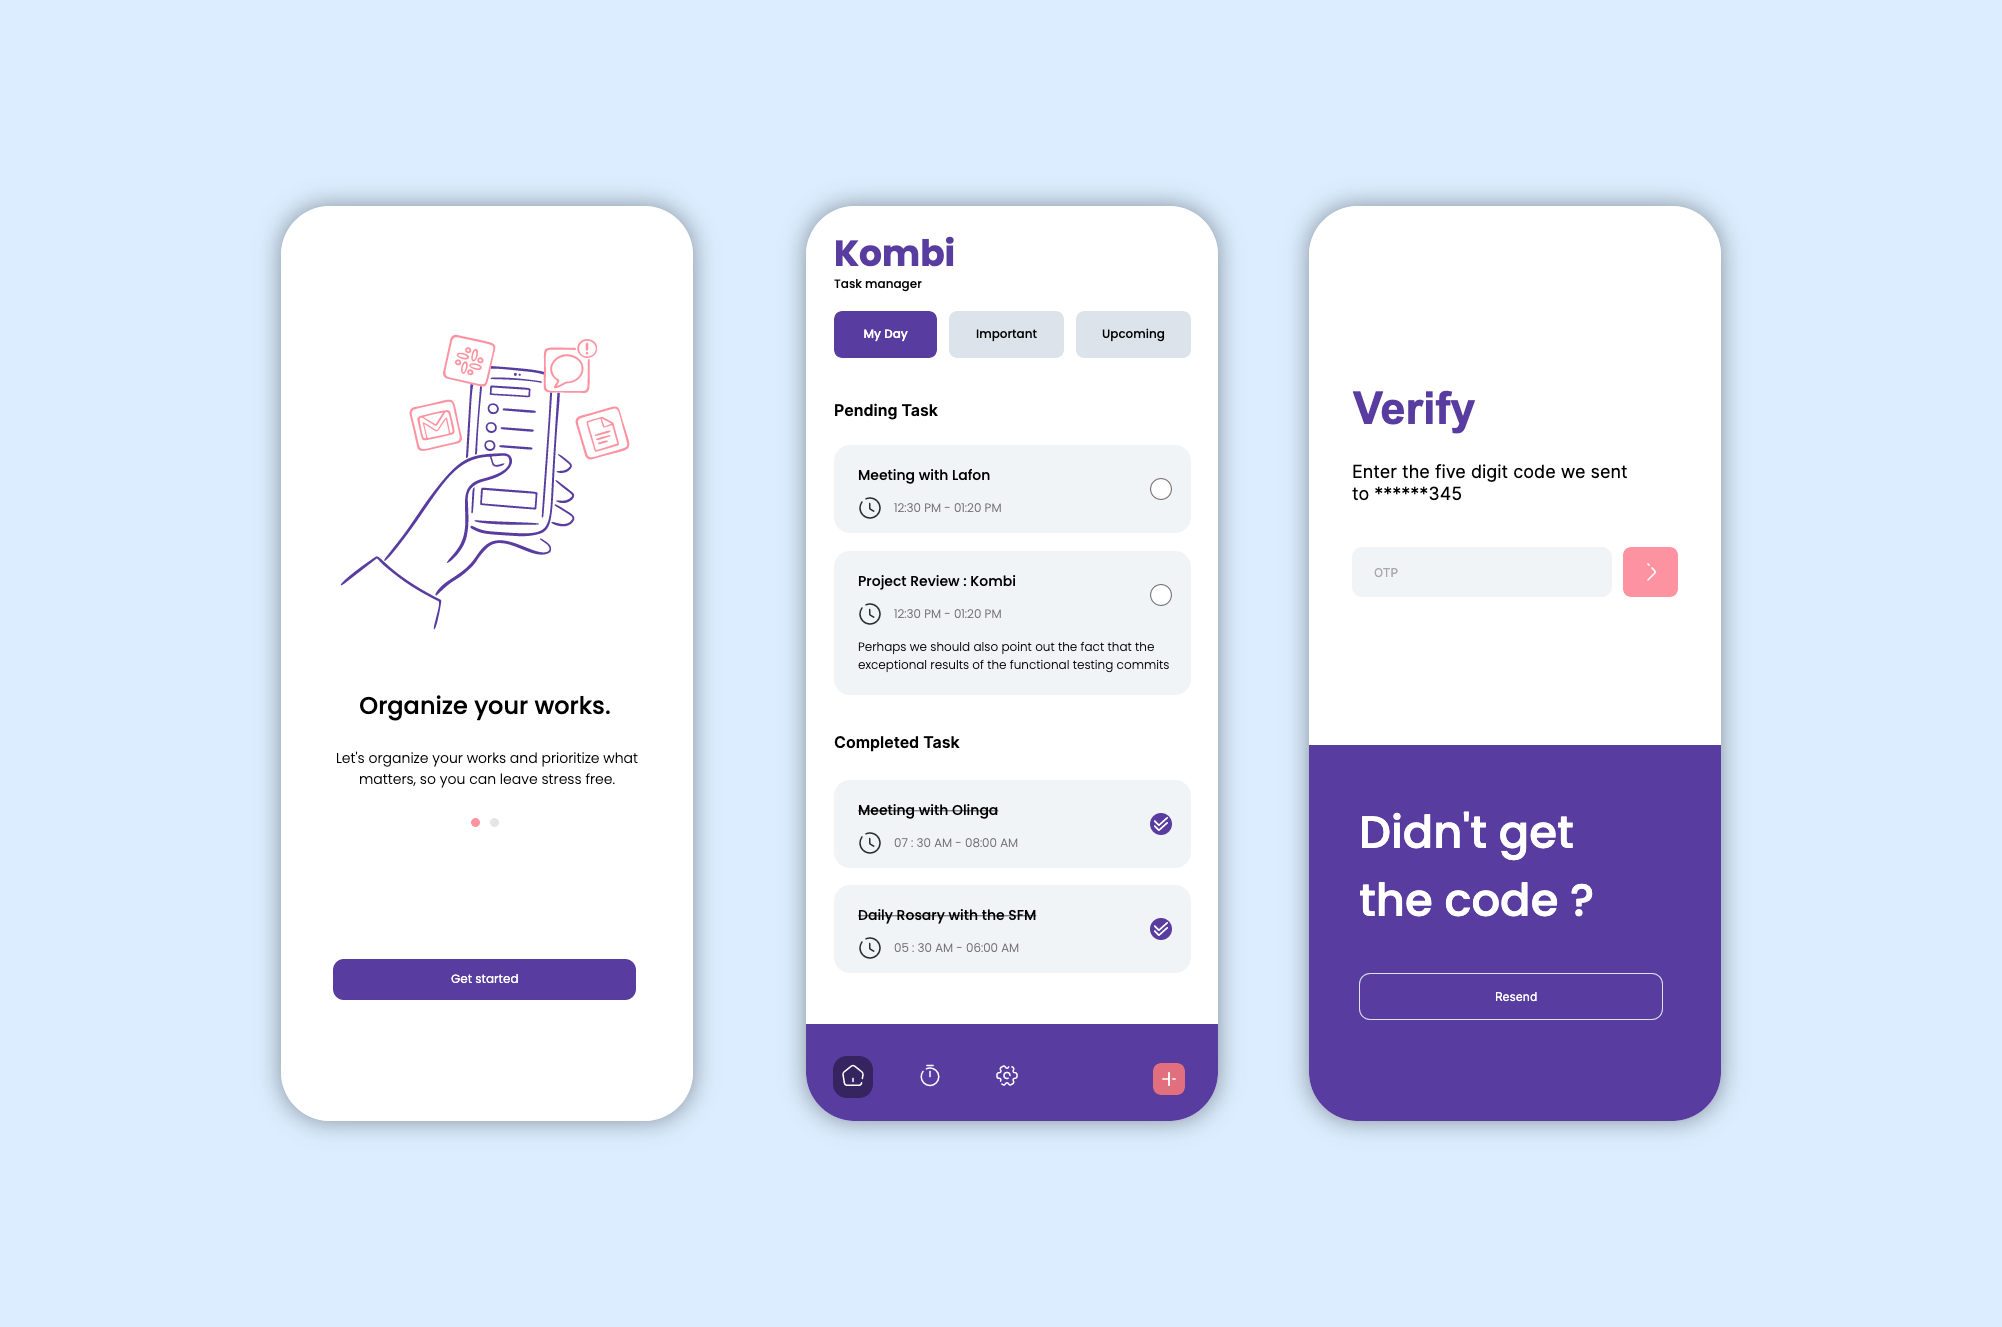 Organize your works.
Let's organize your works and prioritize what
matters, so you can leave stress free.
Get started
Kombi
Task manager
My Day
Important
Upcoming
Pending Task
Meeting with Lafon
12:30 PM - 01:20 PM
Project Review : Kombi
12:30 PM - 01:20 PM
Perhaps we should also point out the fact that the
exceptional results of the functional testing commits
Completed Task
Meeting with Olinga
07 : 30 AM - 08:00 AM
Daily Rosary with the SFM
05 : 30 AM - 06:00 AM
Verify
Enter the five digit code we sent
to ******345
OTP
Didn't get
the code ?
Resend